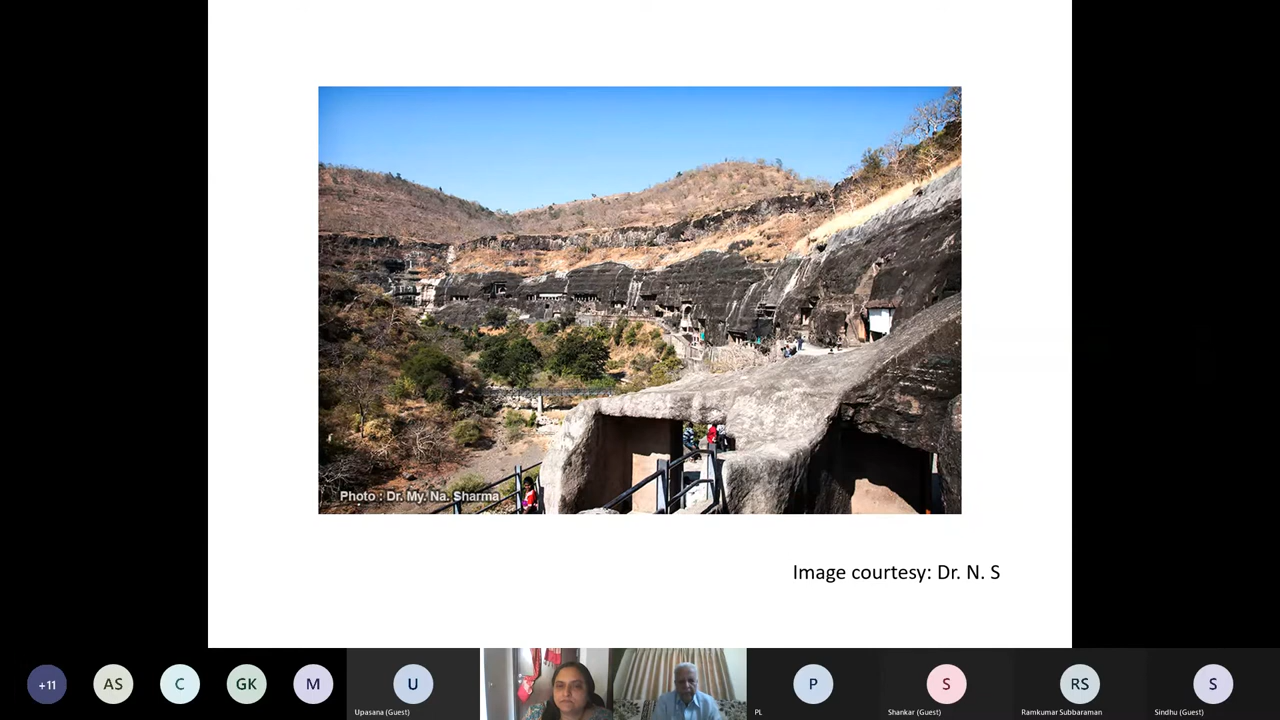 Photo : Dr. My. Na. Sharma
Image courtesy: Dr. N. S
+11
AS
C
GK
M
U
Upasana (Guest)
P
PL
S
Shankar (Guest)
RS
Ramkumar Subbaraman
S
Sindhu (Guest)